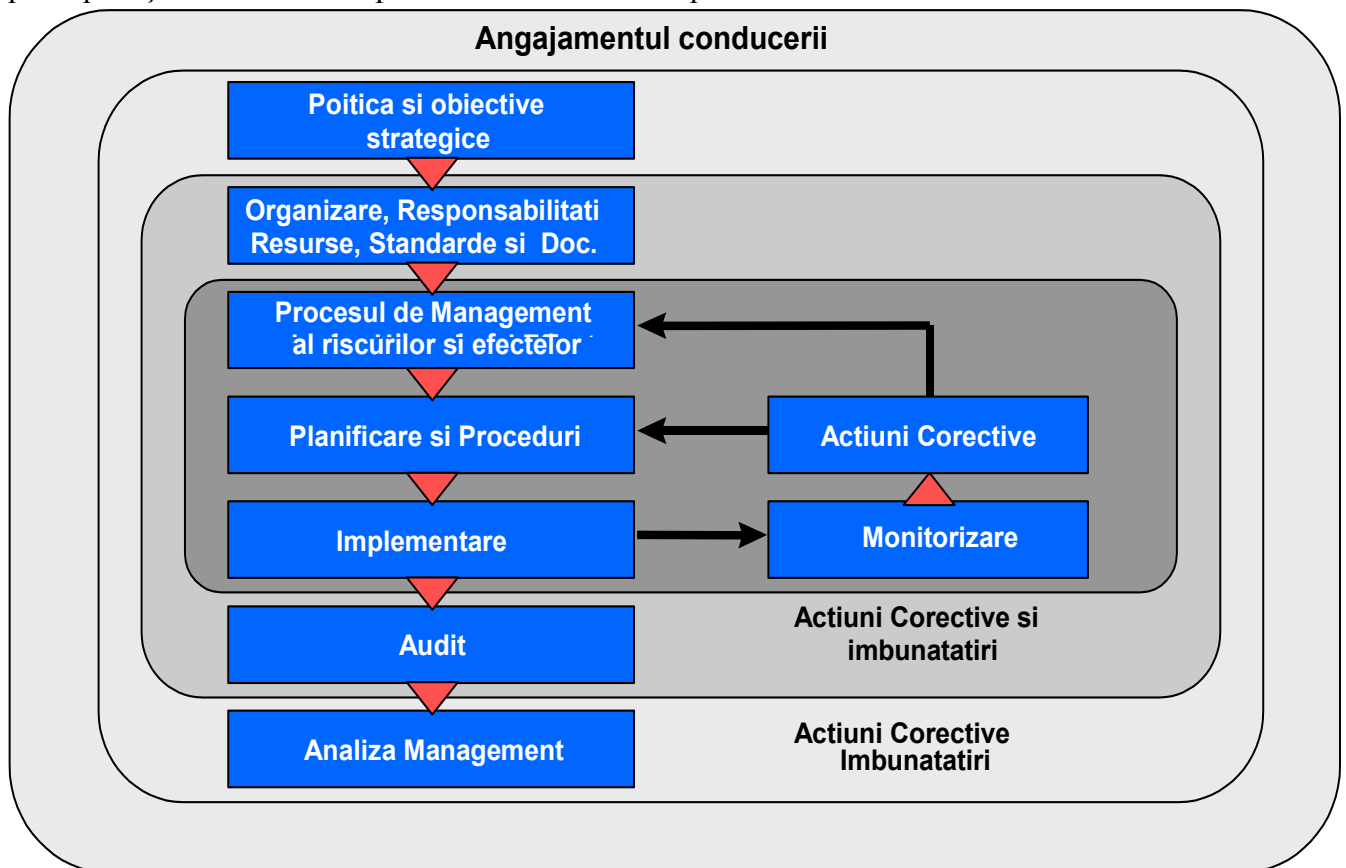 Angajamentul conducerii
Poitica si obiective
strategice
Organizare, Responsabilitati
Resurse, Standarde si Doc.
Procesul de Management
al riscurilor si efectelor
Planificare si Proceduri
Actiuni Corective
Implementare
Monitorizare
Actiuni Corective si
imbunatatiri
Audit
Actiuni Corective
Imbunatatiri
Analiza Management